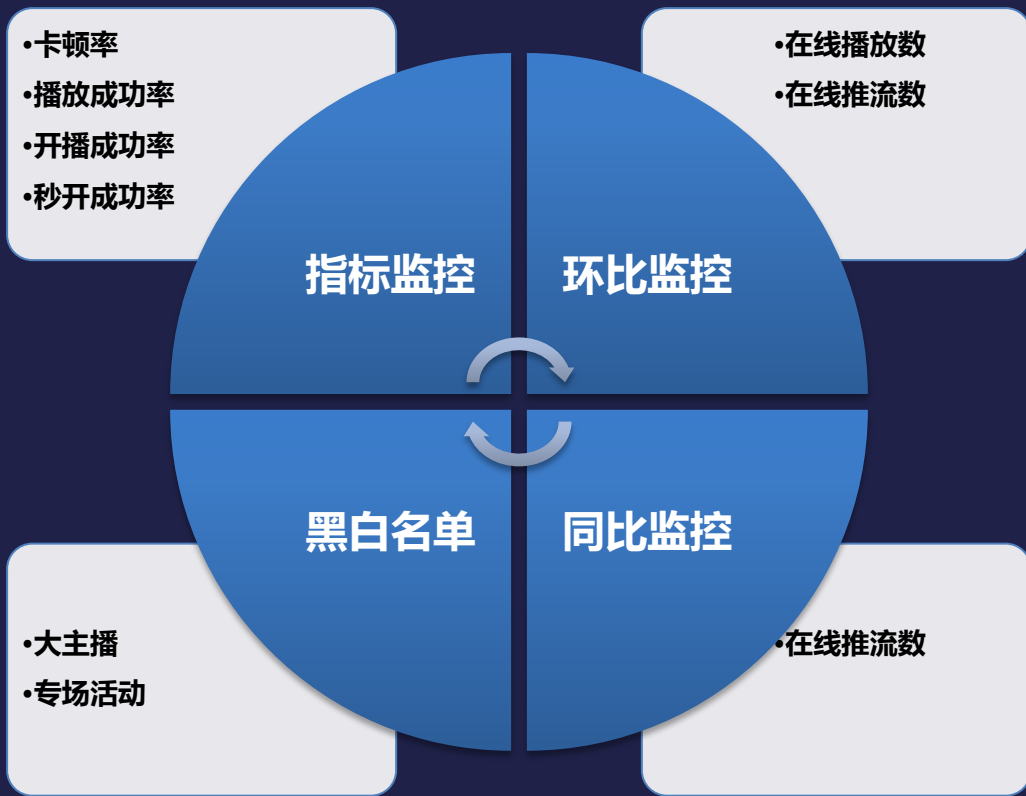 •卡顿率
•播放成功率
•开播成功率
•秒开成功率
•在线播放数
•在线推流数
指标监控
环比监控
黑白名单
同比监控
•大主播
•专场活动
•在线推流数